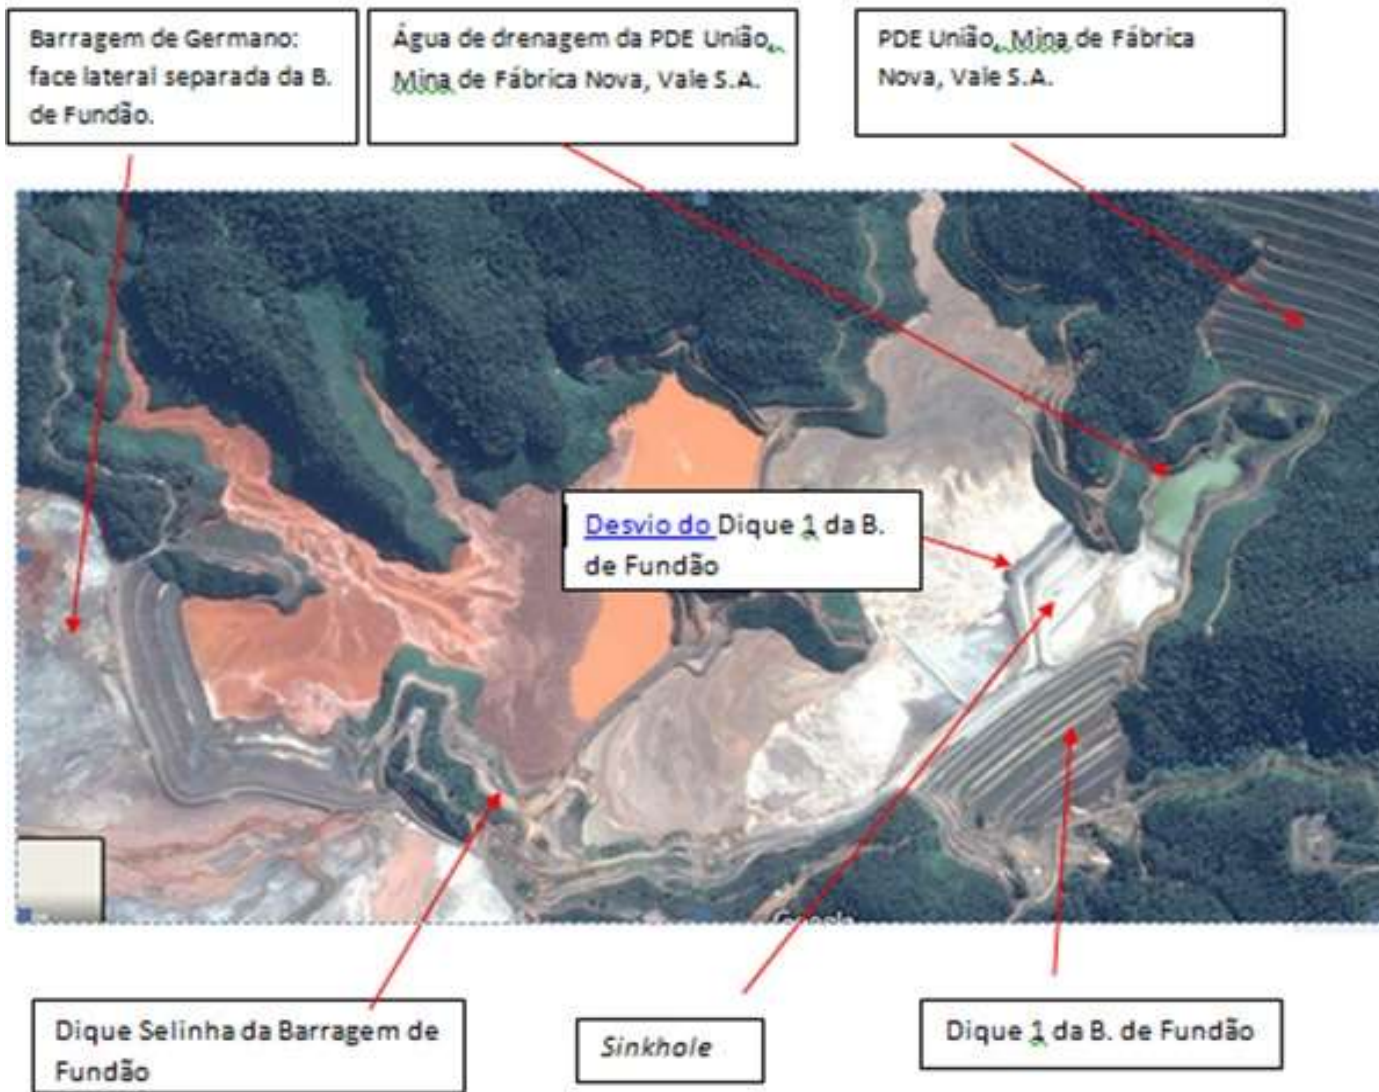 Barragem de Germano:
face lateral separada da B.
de Fundão.
Água de drenagem da PDE União,
Mina de Fábrica Nova, Vale S.A.
PDE União, Mina de Fábrica
Nova, Vale S.A.
Desvio do Dique 1 da B.
de Fundão
Google
Dique Selinha da Barragem de
Fundão
Sinkhole
Dique 1 da B. de Fundão